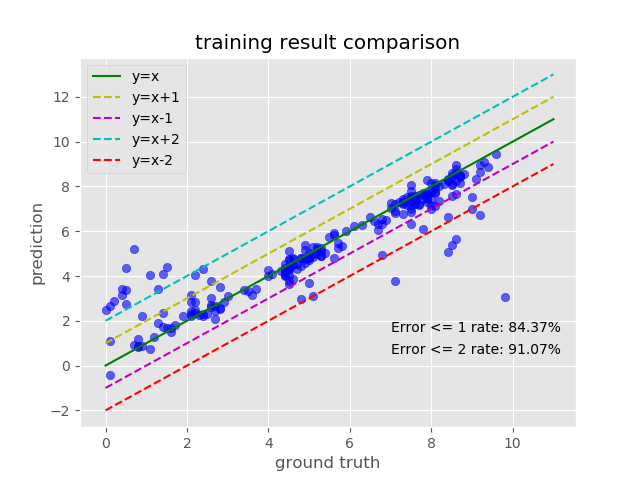 training result comparison
y=x
y=x+1
y=x-1
y=x+2
y=x-2
12
10
8
6
4
2
0
−2
prediction
Error <= 1 rate: 84.37%
Error <= 2 rate: 91.07%
0 2 4 6 8 10
ground truth